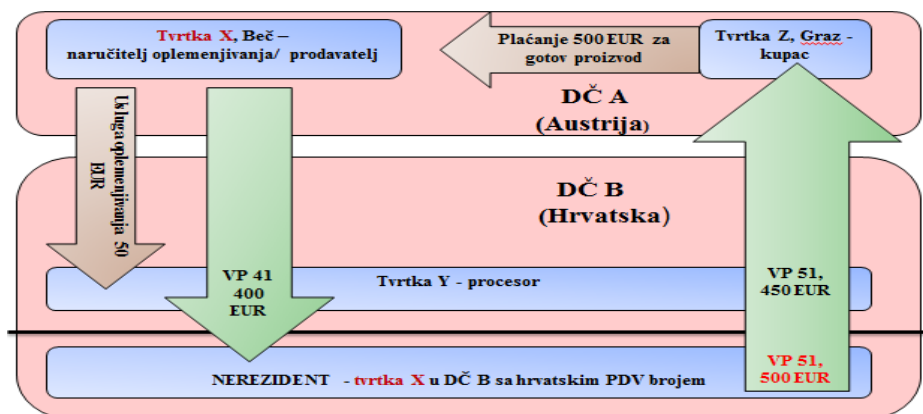 Tvrtka X, Beč –
naručitelj oplemenjivanja/ prodavatelj
Plaćanje 500 EUR za
gotov proizvod
Tvrtka Z, Graz -
kupac
DČ A
(Austrija)
Usluga oplemenjivanja 50
EUR
VP 41
400
EUR
DČ B
(Hrvatska)
Tvrtka Y - procesor
VP 51,
450 EUR
NEREZIDENT - tvrtka X u DČ B sa hrvatskim PDV brojem
VP 51,
500 EUR